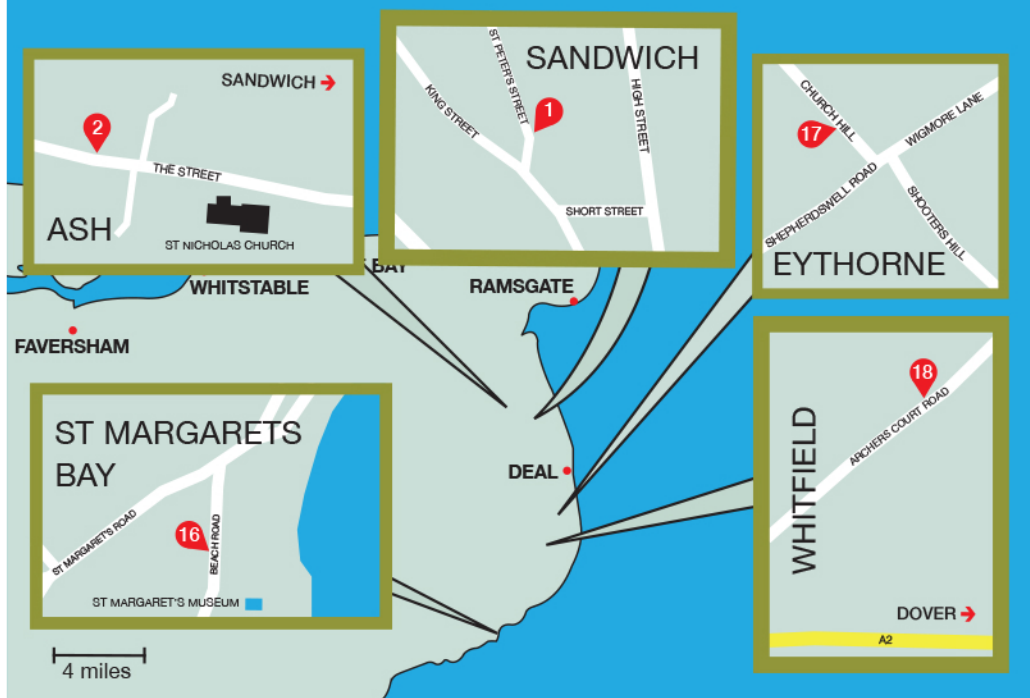 SANDWICH
2
THE STREET
ASH
ST NICHOLAS CHURCH
SANDWICH
ST PETER'S STREET
KING STREET
HIGH STREET
1
SHORT STREET
CHURCH HILL
17
WIGMORE LANE
SHEPHERDSWELL ROAD
SHOOTERS HILL
EYTHORNE
BAY
WHITSTABLE
RAMSGATE
FAVERSHAM
DEAL
ST MARGARETS
BAY
ST MARGARET'S ROAD
16
BEACH ROAD
ST MARGARET'S MUSEUM
18
ARCHERS COURT ROAD
WHITFIELD
DOVER
A2
4 miles